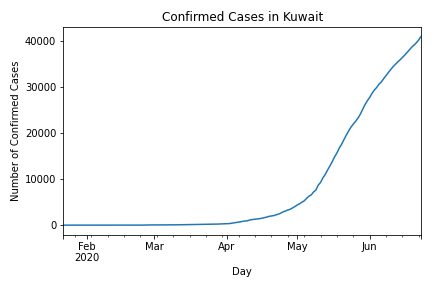 Confirmed Cases in Kuwait
Number of Confirmed Cases
40000
30000
20000
10000
0
Feb
2020
Mar
Apr
May
Jun
Day